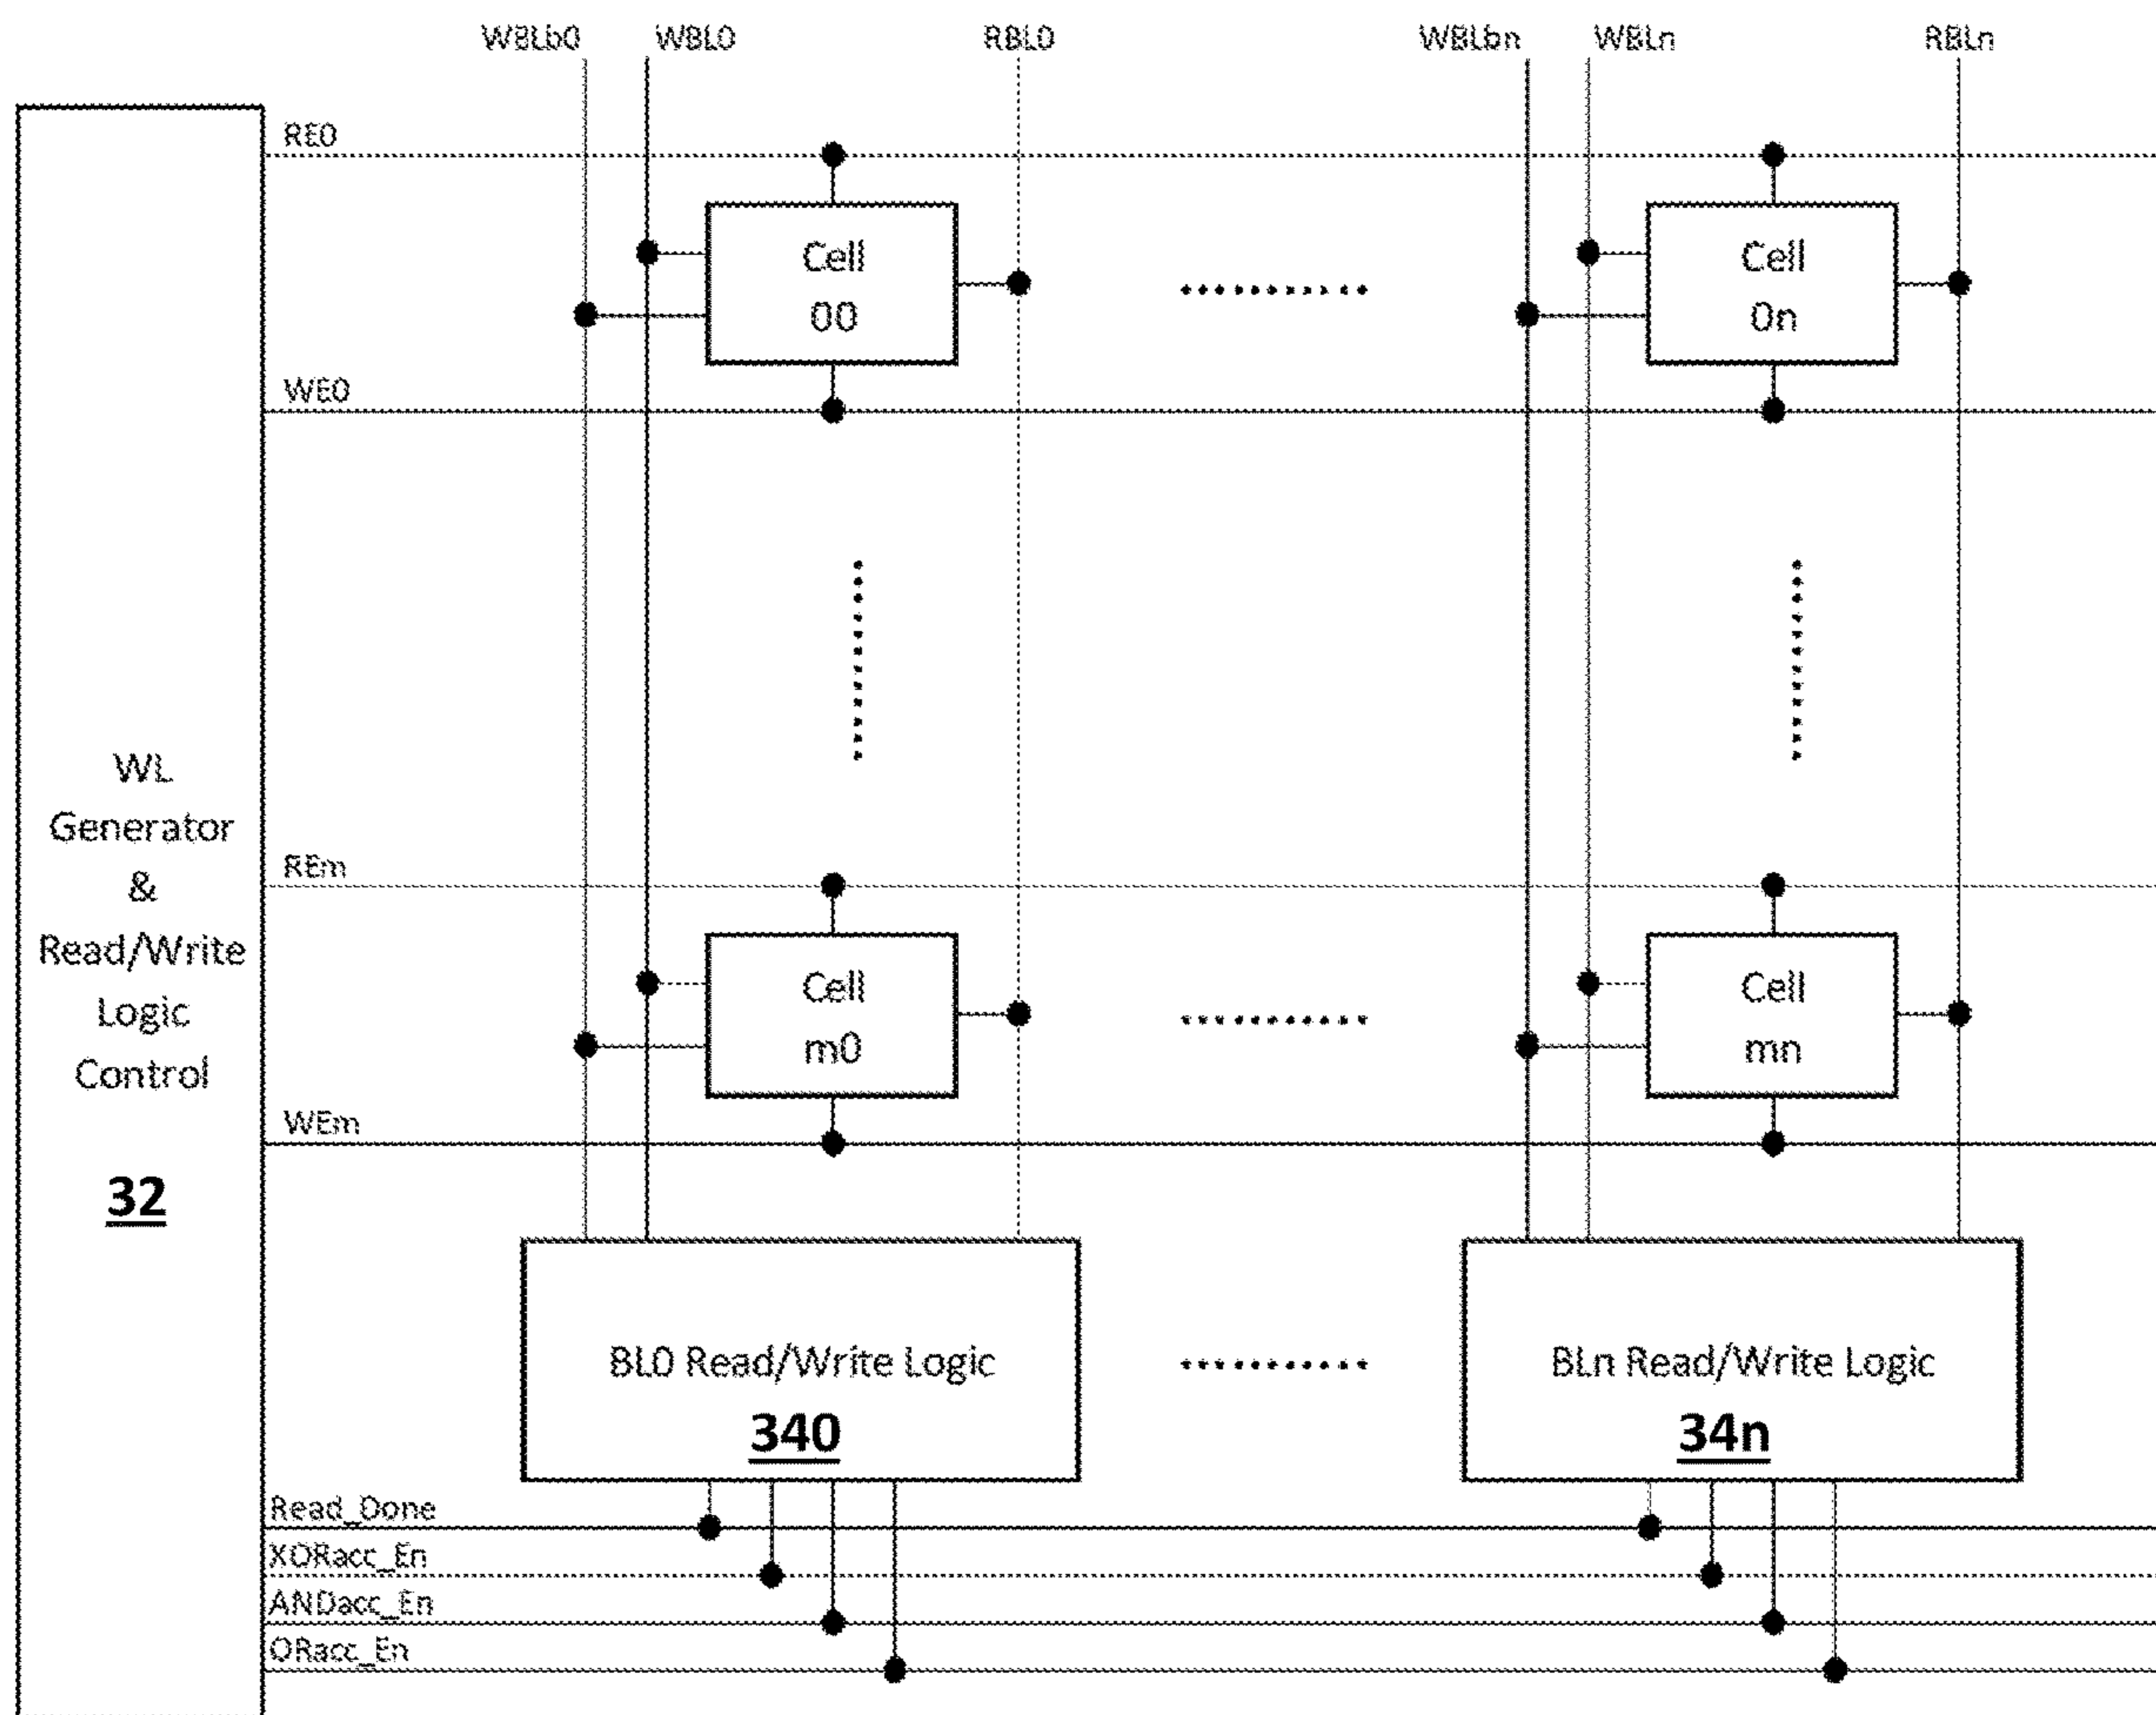 WBLb0 WBL0 RBL0 WBLbn WBLn RBLn
RE0
Cell
00
Cell
0n
WE0
WL
Generator
&
Read/Write
Logic
Control
32
REm
Cell
m0
Cell
mn
WEm
BL0 Read/Write Logic
340
BLn Read/Write Logic
34n
Read_Done
XORacc_En
ANDacc_En
ORacc_En